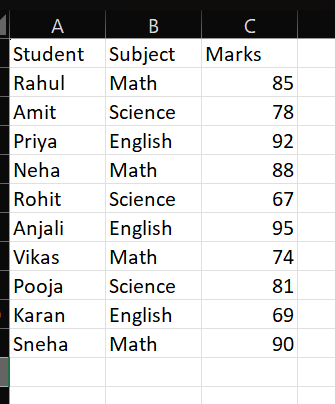 A B C
Student Subject Marks
Rahul Math 85
Amit Science 78
Priya English 92
Neha Math 88
Rohit Science 67
Anjali English 95
Vikas Math 74
Pooja Science 81
Karan English 69
Sneha Math 90